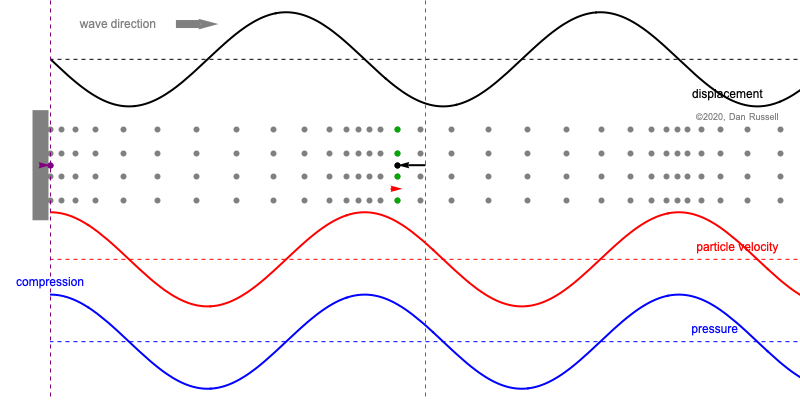 wave direction
displacement
©2020, Dan Russell
particle velocity
compression
pressure